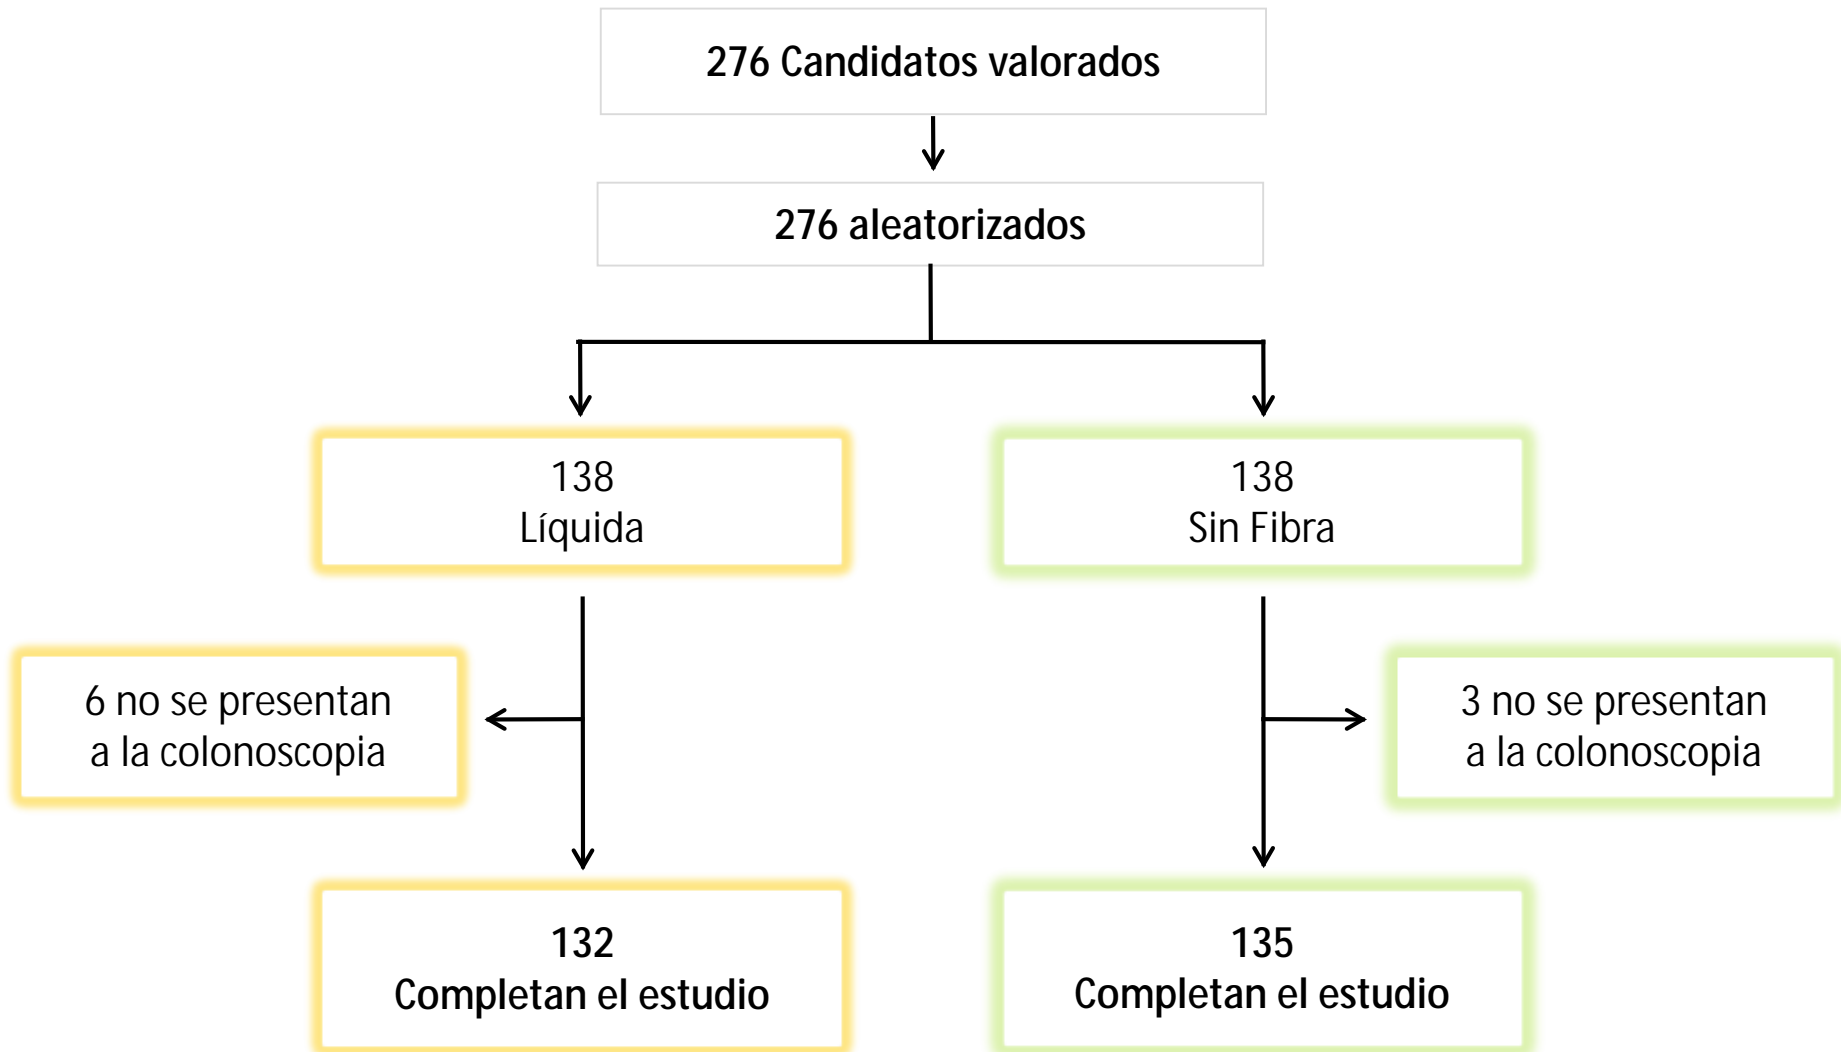 276 Candidatos valorados
276 aleatorizados
138
Líquida
138
Sin Fibra
6 no se presentan
a la colonoscopia
3 no se presentan
a la colonoscopia
132
Completan el estudio
135
Completan el estudio